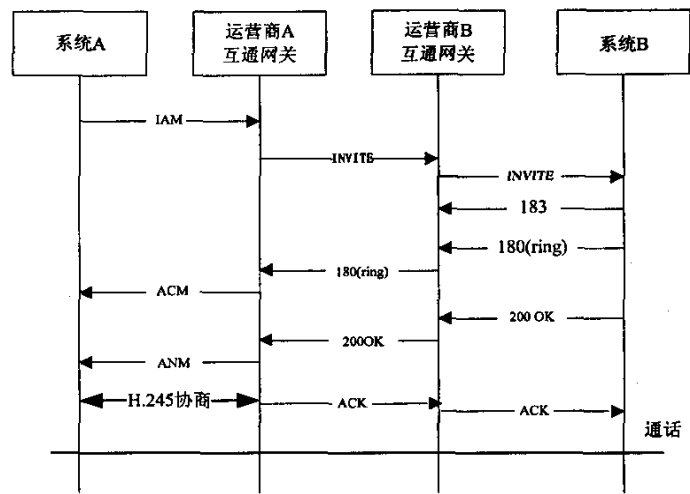 系统A
运营商A
互通网关
运营商B
互通网关
系统B
IAM
INVITE
INVITE
183
180(ring)
180(ring)
ACM
200 OK
200OK
ANM
H.245协商
ACK
ACK
通话